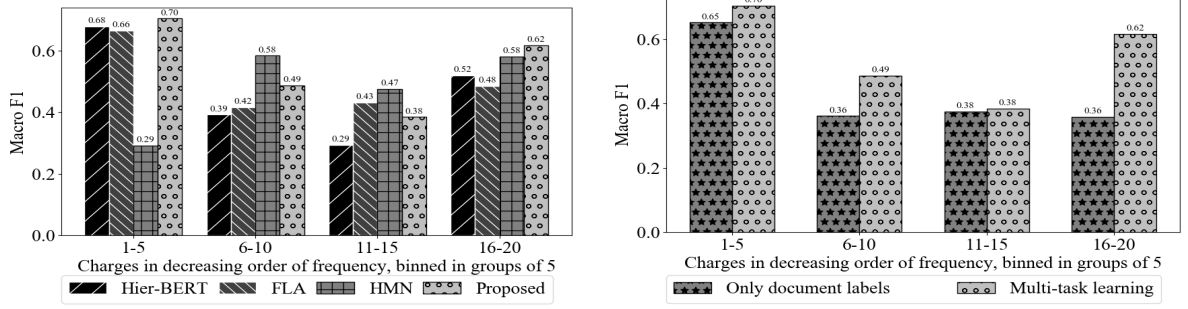 0.68 0.66 0.29 0.70
0.39 0.42 0.58 0.49
0.29 0.43 0.47 0.38
0.52 0.48 0.58 0.62
Macro F1
0.6
0.4
0.2
0.0
1-5 6-10 11-15 16-20
Charges in decreasing order of frequency, binned in groups of 5
Hier-BERT FLA HMN Proposed
0.65 0.70
0.36 0.49
0.38 0.38
0.36 0.62
Macro F1
0.6
0.4
0.2
0.0
1-5 6-10 11-15 16-20
Charges in decreasing order of frequency, binned in groups of 5
Only document labels Multi-task learning